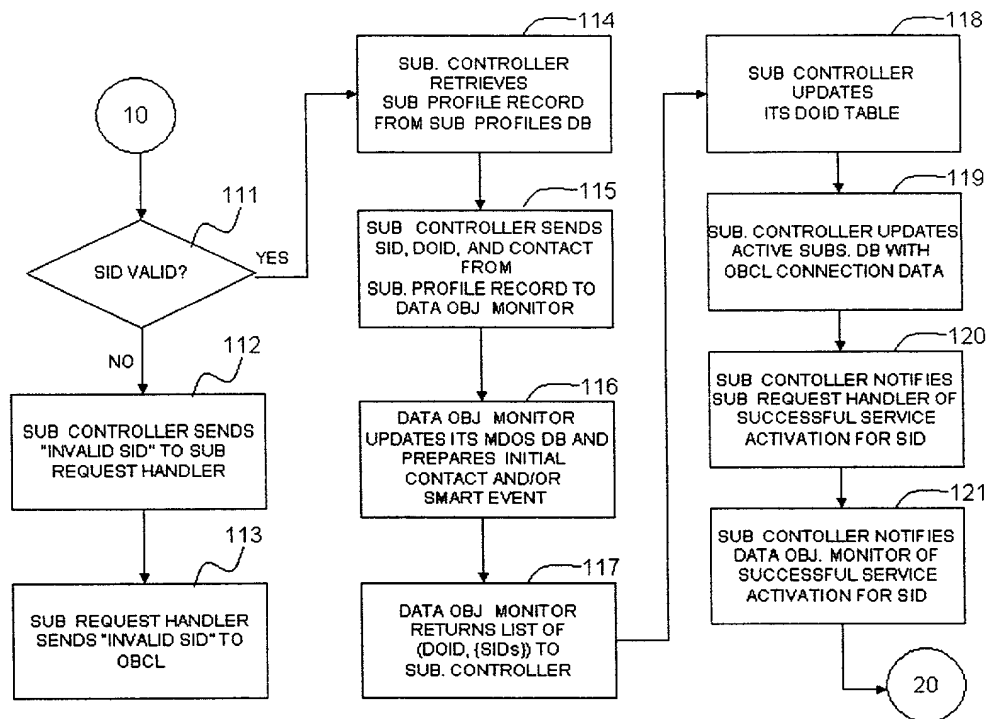 10
111
SID VALID?
YES
NO
112
SUB CONTROLLER SENDS
"INVALID SID" TO SUB
REQUEST HANDLER
113
SUB REQUEST HANDLER
SENDS "INVALID SID" TO
OBCL
114
SUB. CONTROLLER
RETRIEVES
SUB PROFILE RECORD
FROM SUB PROFILES DB
115
SUB CONTROLLER SENDS
SID, DOID, AND CONTACT
FROM
SUB. PROFILE RECORD TO
DATA OBJ MONITOR
116
DATA OBJ MONITOR
UPDATES ITS MDOS DB AND
PREPARES INITIAL
CONTACT AND/OR
SMART EVENT
117
DATA OBJ MONITOR
RETURNS LIST OF
(DOID, {SIDs}) TO
SUB. CONTROLLER
118
SUB CONTROLLER
UPDATES
ITS DOID TABLE
119
SUB. CONTROLLER UPDATES
ACTIVE SUBS. DB WITH
OBCL CONNECTION DATA
120
SUB CONTOLLER NOTIFIES
SUB REQUEST HANDLER OF
SUCCESSFUL SERVICE
ACTIVATION FOR SID
121
SUB CONTOLLER NOTIFIES
DATA OBJ. MONITOR OF
SUCCESSFUL SERVICE
ACTIVATION FOR SID
20